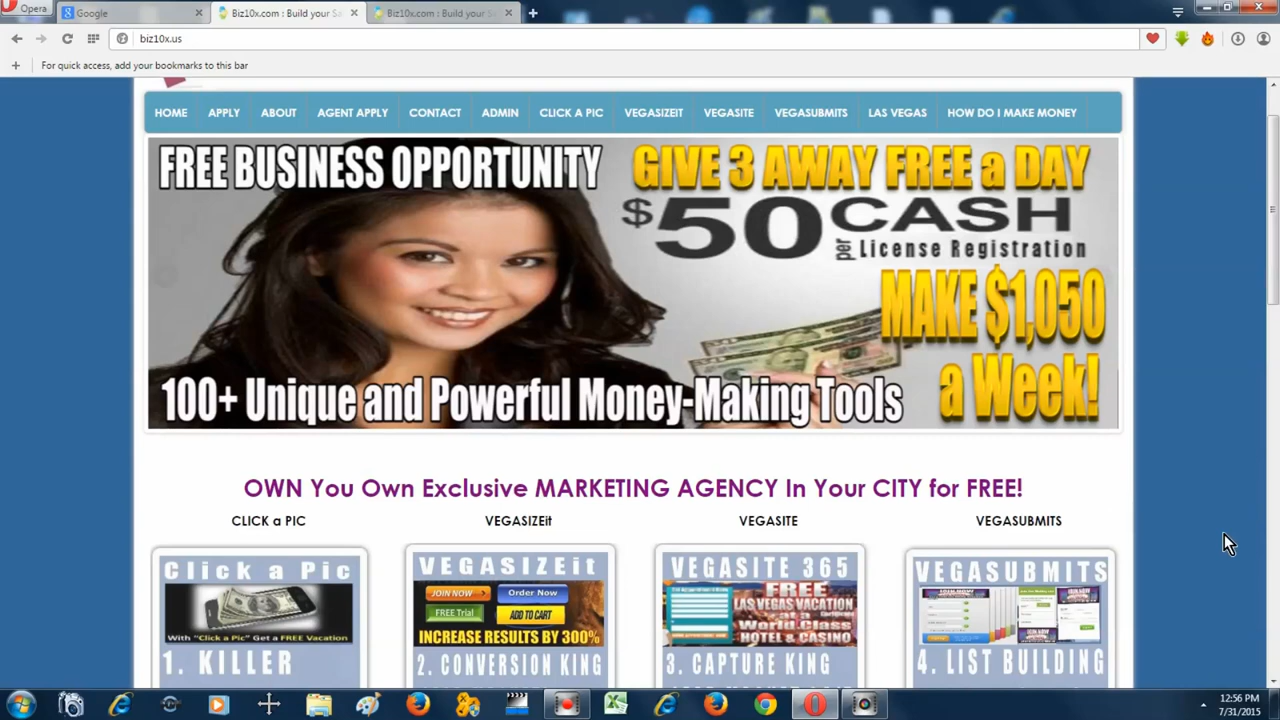 Opera
Google
Biz10x.com : Build your Sa
Biz10x.com : Build your Sa
biz10x.us
For quick access, add your bookmarks to this bar
HOME APPLY ABOUT AGENT APPLY CONTACT ADMIN CLICK A PIC VEGASIZEIT VEGASITE VEGASUBMITS LAS VEGAS HOW DO I MAKE MONEY
FREE BUSINESS OPPORTUNITY GIVE 3 AWAY FREE a DAY
$50 CASH
per License Registration
MAKE $1,050
a Week!
100+ Unique and Powerful Money-Making Tools
OWN You Own Exclusive MARKETING AGENCY In Your CITY for FREE!
CLICK a PIC VEGASIZEit VEGASITE VEGASUBMITS
Click a Pic
With "Click a Pic" Get a FREE Vacation
1. KILLER
VEGASIZEit
JOIN NOW Order Now
FREE Trial ADD TO CART
INCREASE RESULTS BY 300%
2. CONVERSION KING
VEGASITE 365
FREE
LAS VEGAS VACATION
at a
World Class
HOTEL & CASINO
3. CAPTURE KING
VEGASUBMITS
4. LIST BUILDING
12:56 PM
7/31/2015